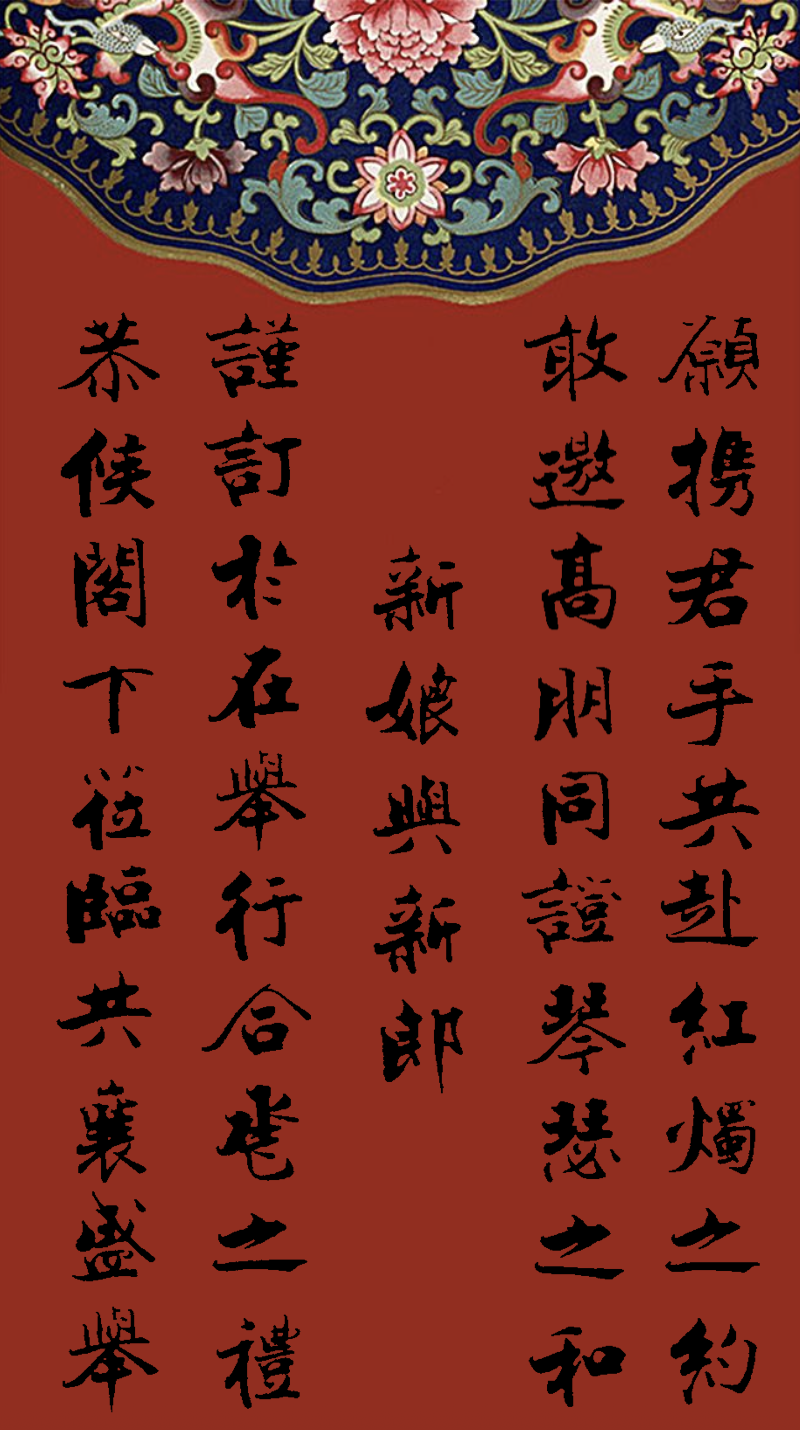 願携君手共赴紅燭之約
敢邀高朋同證琴瑟之和
新娘與新郎
謹訂於在舉行合卺之禮
恭候閣下蒞臨共襄盛舉